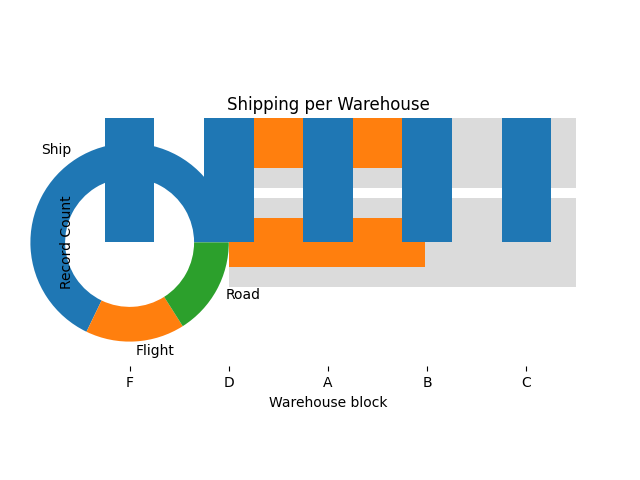 Shipping per Warehouse
Ship
Record Count
Road
Flight
F D A B C
Warehouse block